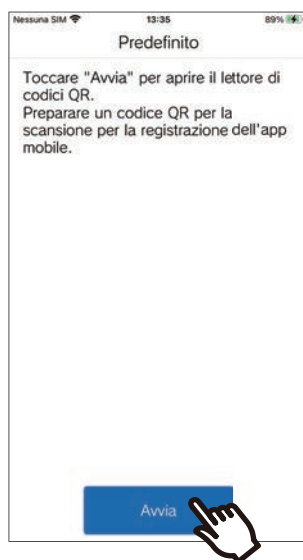 Nessuna SIM 13:35 89%
Predefinito
Toccare "Avvia" per aprire il lettore di
codici QR.
Preparare un codice QR per la
scansione per la registrazione dell'app
mobile.
Avvia